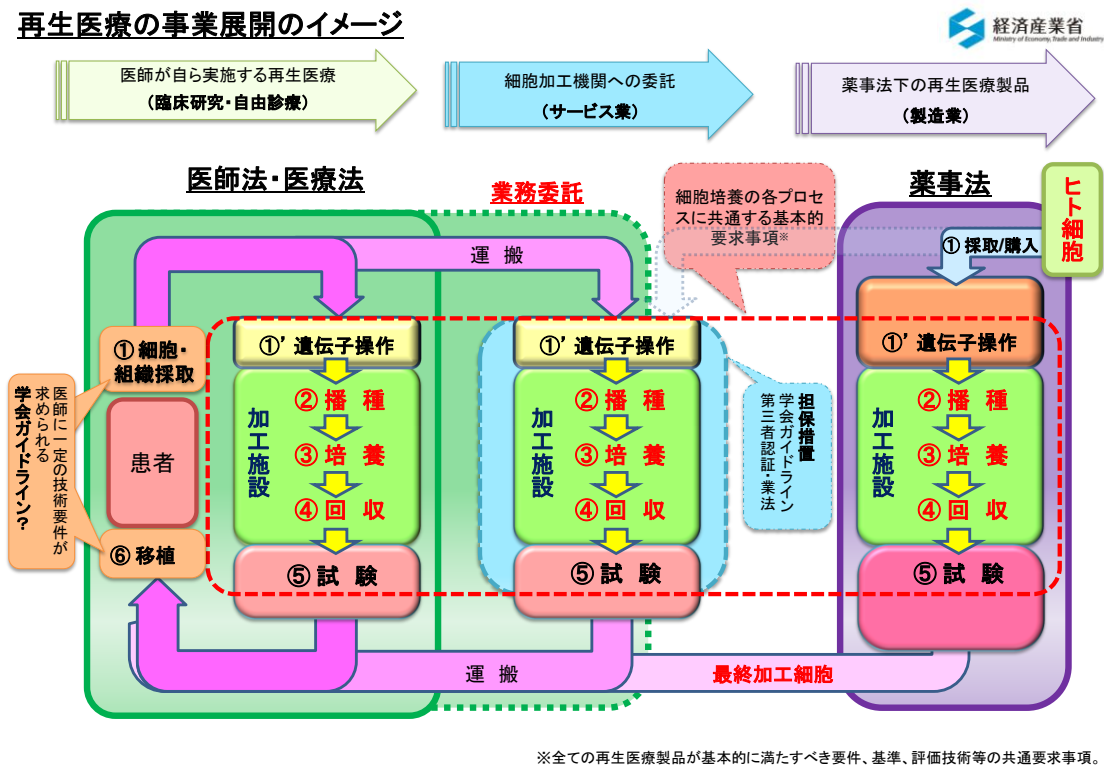 再生医療の事業展開のイメージ
経済産業省
Ministry of Economy, Trade and Industry
医師が自ら実施する再生医療
（臨床研究・自由診療）
細胞加工機関への委託
（サービス業）
薬事法下の再生医療製品
（製造業）
医師法・医療法
業務委託
薬事法
細胞培養の各プロセ
スに共通する基本的
要求事項※
ヒト細胞
① 採取/購入
運　搬
① 細胞・
組織採取
患者
⑥ 移植
医師に一定の技術要件が
求められる
学会ガイドライン？
①’ 遺伝子操作
加工施設
② 播　種
③ 培　養
④ 回　収
⑤ 試　験
①’ 遺伝子操作
加工施設
② 播　種
③ 培　養
④ 回　収
⑤ 試　験
担保措置
学会ガイドライン
第三者認証・業法
①’ 遺伝子操作
加工施設
② 播　種
③ 培　養
④ 回　収
⑤ 試　験
運　搬
最終加工細胞
※全ての再生医療製品が基本的に満たすべき要件、基準、評価技術等の共通要求事項。